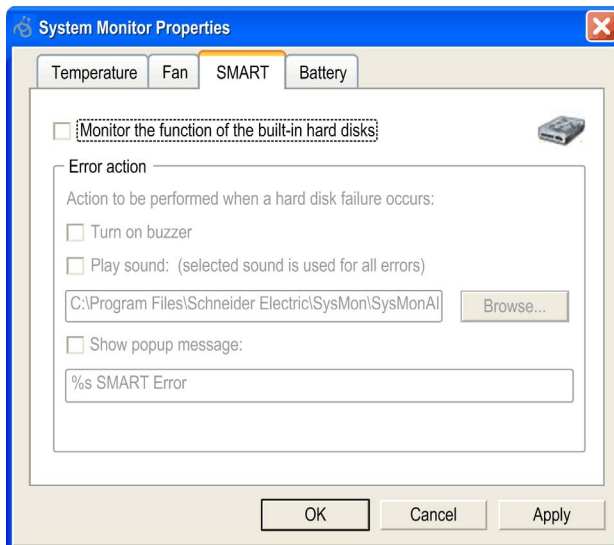 System Monitor Properties
Temperature Fan SMART Battery
Monitor the function of the built-in hard disks
Error action
Action to be performed when a hard disk failure occurs:
Turn on buzzer
Play sound: (selected sound is used for all errors)
C:\Program Files\Schneider Electric\SysMon\SysMonAl Browse...
Show popup message:
%s SMART Error
OK Cancel Apply